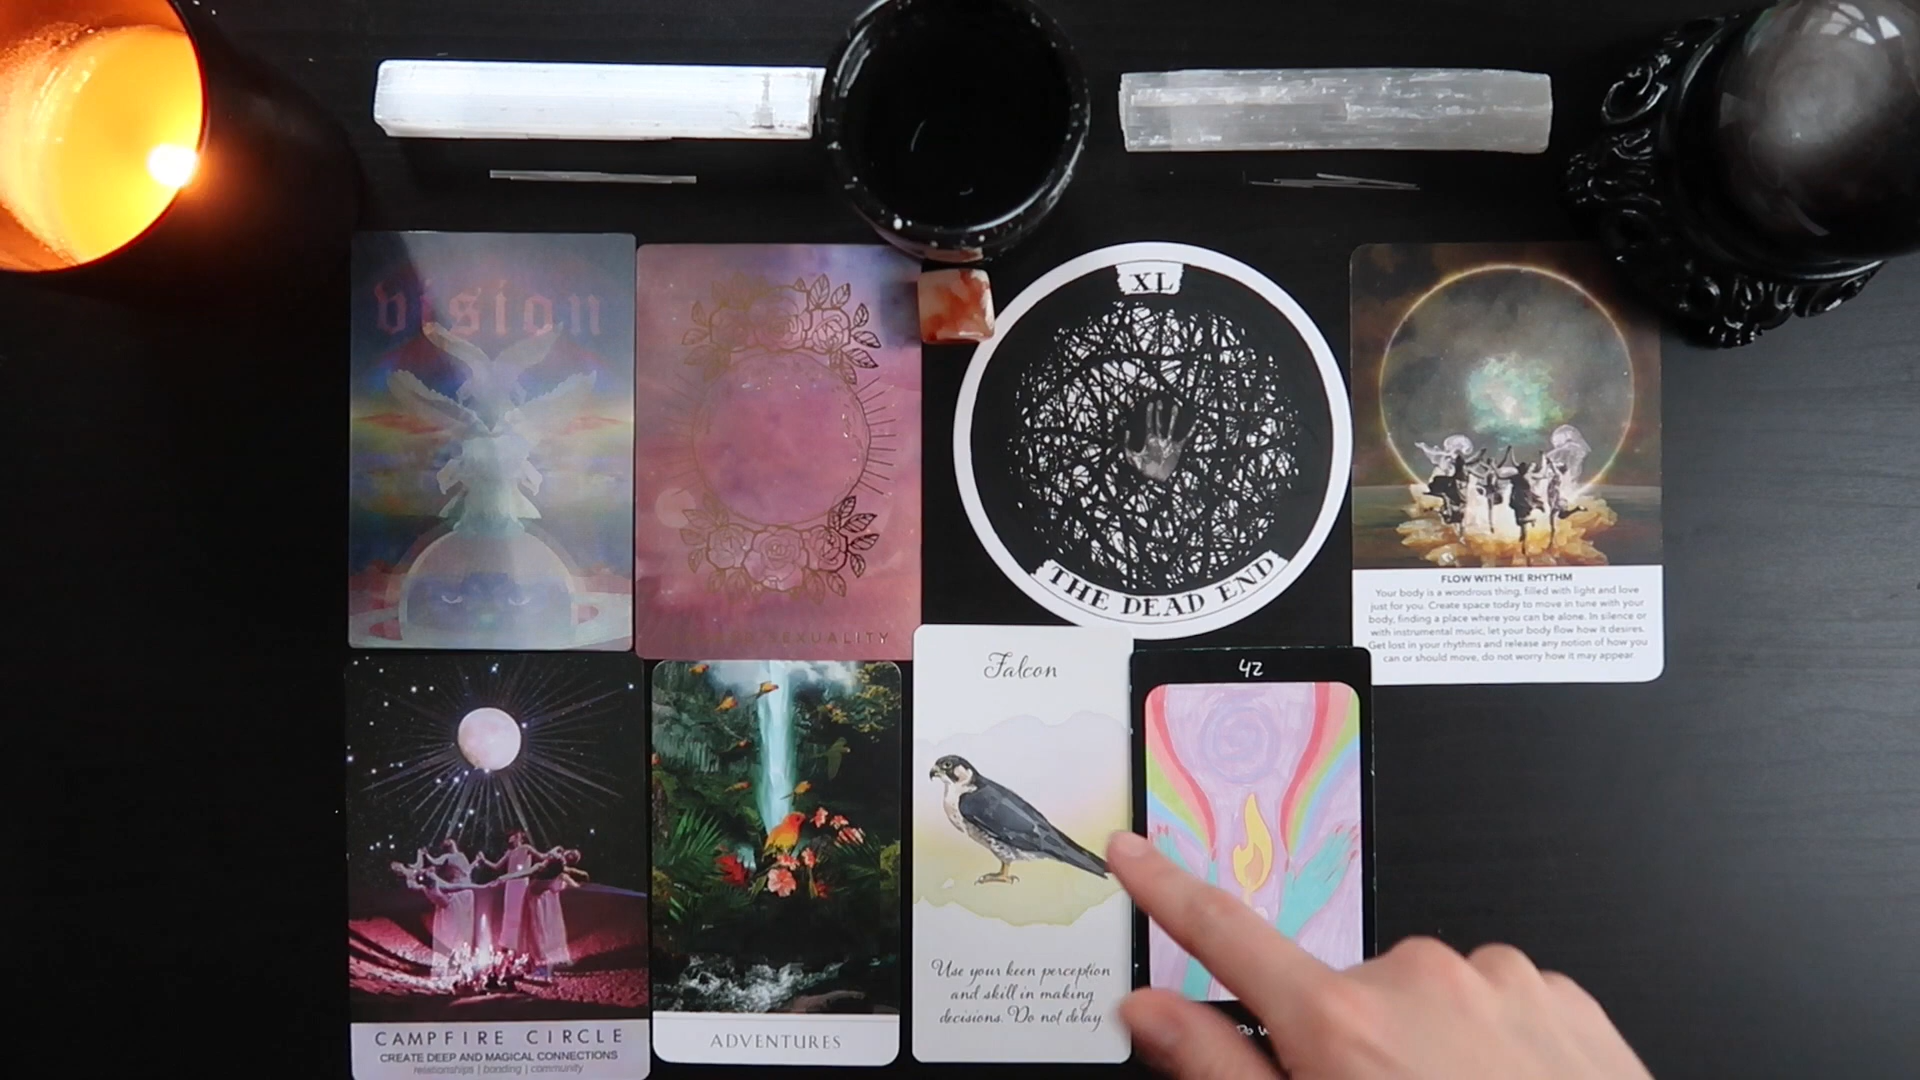 vision
SEXUALITY
XL
THE DEAD END
FLOW WITH THE RHYTHM
Your body is a wondrous thing, filled with light and love
just for you. Create space today to move in tune with your
body, finding a place where you can be alone. In silence or
with instrumental music, let your body flow how it desires.
Get lost in your rhythms and release any notion of how you
can or should move, do not worry how it may appear.
CAMPFIRE CIRCLE
CREATE DEEP AND MAGICAL CONNECTIONS
relationships | bonding | community
ADVENTURES
Falcon
Use your keen perception
and skill in making
decisions. Do not delay.
42
Do